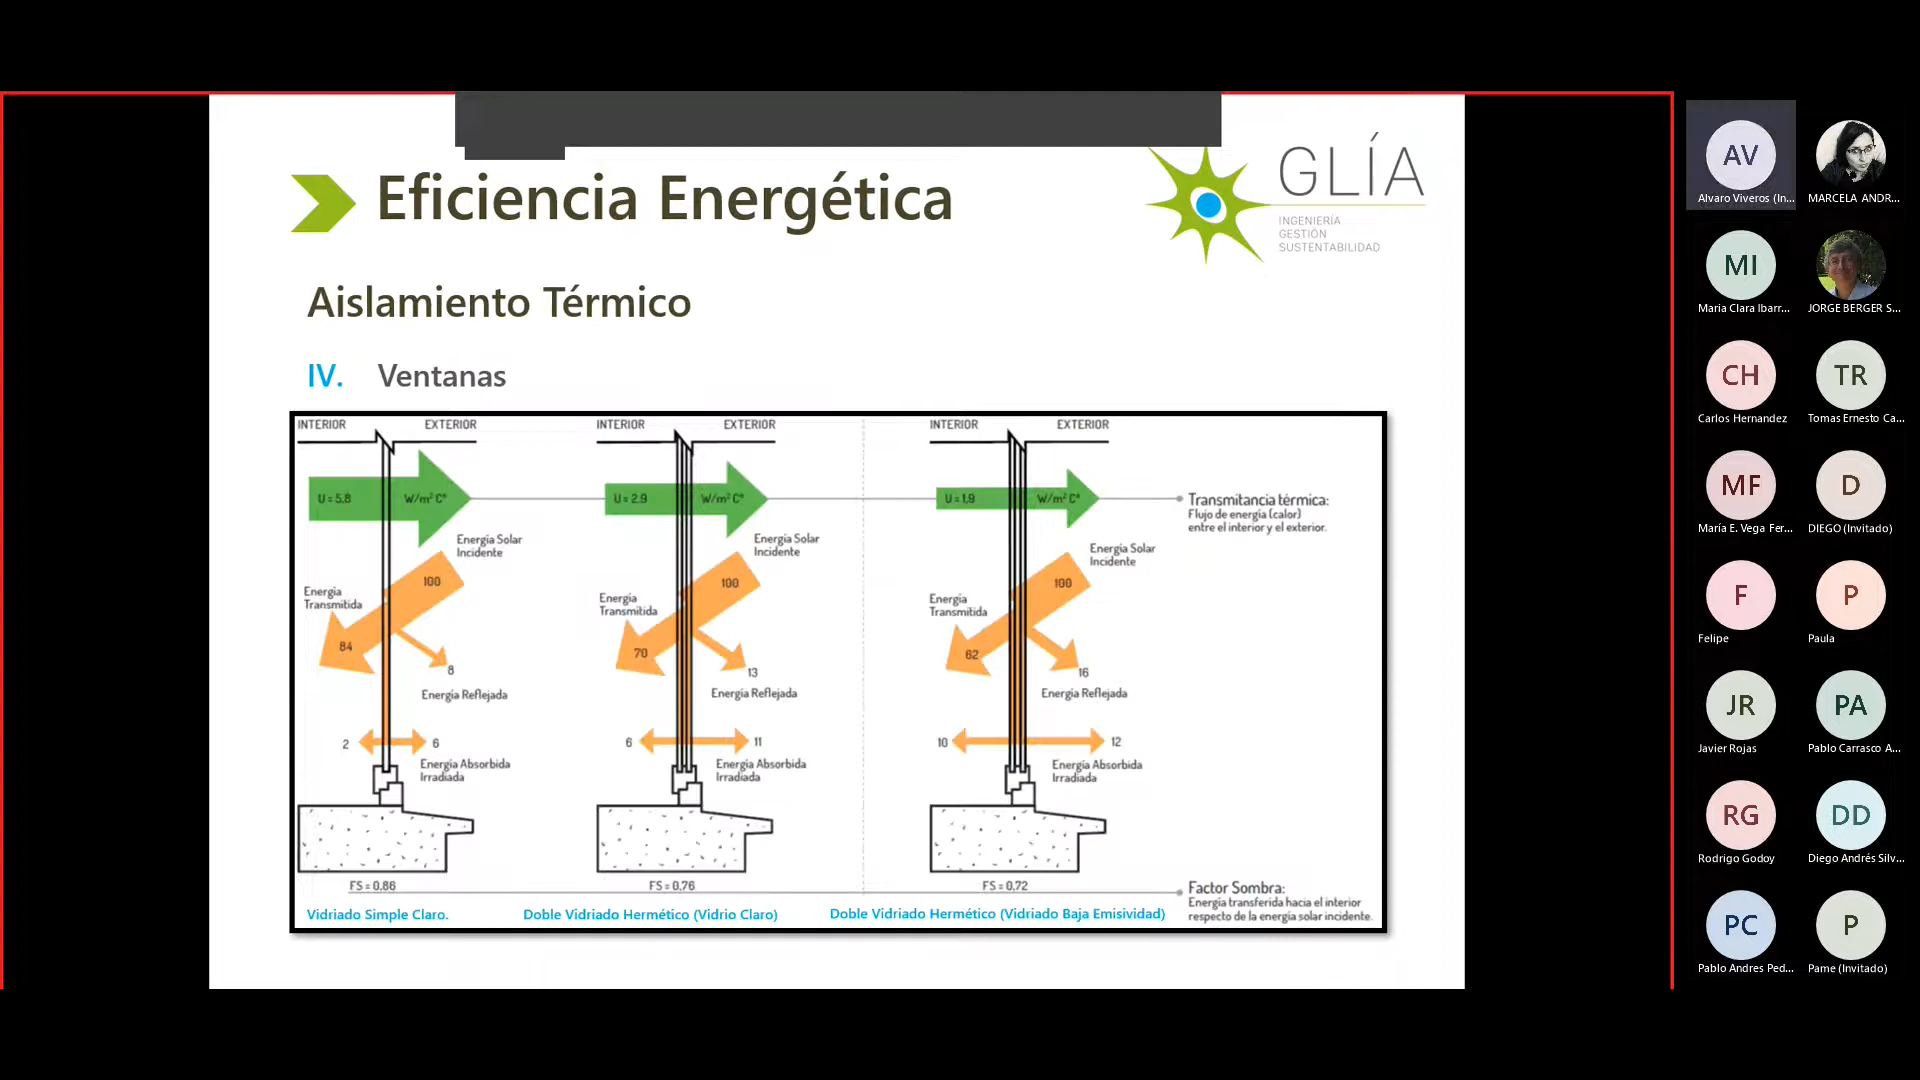 Eficiencia Energética
GLÍA
INGENIERÍA
GESTIÓN
SUSTENTABILIDAD
Aislamiento Térmico
IV. Ventanas
INTERIOR EXTERIOR
U = 5,8 W/m² C°
Energía Solar
Incidente
100
Energía
Transmitida
84
8
Energía Reflejada
2 6
Energía Absorbida
Irradiada
FS = 0,86
Vidriado Simple Claro.
INTERIOR EXTERIOR
U = 2.9 W/m² C°
Energía Solar
Incidente
100
Energía
Transmitida
70
13
Energía Reflejada
6 11
Energía Absorbida
Irradiada
FS = 0,76
Doble Vidriado Hermético (Vidrio Claro)
INTERIOR EXTERIOR
U = 1,9 W/m² C°
Energía Solar
Incidente
100
Energía
Transmitida
62
16
Energía Reflejada
10 12
Energía Absorbida
Irradiada
FS = 0,72
Doble Vidriado Hermético (Vidriado Baja Emisividad)
Transmitancia térmica:
Flujo de energía (calor)
entre el interior y el exterior.
Factor Sombra:
Energía transferida hacia el interior
respecto de la energía solar incidente.
AV
Alvaro Viveros (In... MARCELA ANDR...
MI
Maria Clara Ibarr... JORGE BERGER S...
CH TR
Carlos Hernandez Tomas Ernesto Ca...
MF D
María E. Vega Fer... DIEGO (Invitado)
F P
Felipe Paula
JR PA
Javier Rojas Pablo Carrasco A...
RG DD
Rodrigo Godoy Diego Andrés Silv...
PC P
Pablo Andres Ped... Pame (Invitado)